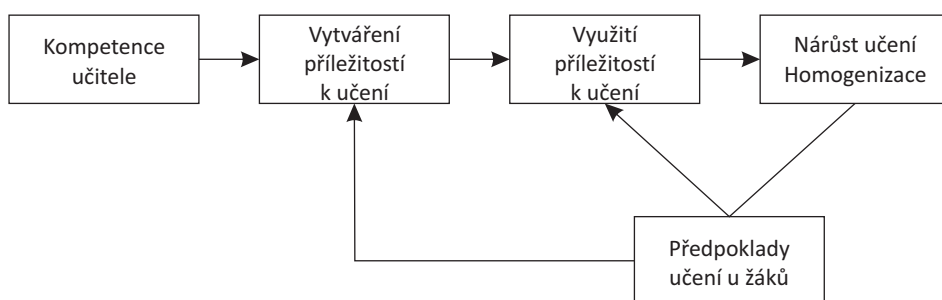 Kompetence
učitele
Vytváření
příležitostí
k učení
Využití
příležitostí
k učení
Nárůst učení
Homogenizace
Předpoklady
učení u žáků